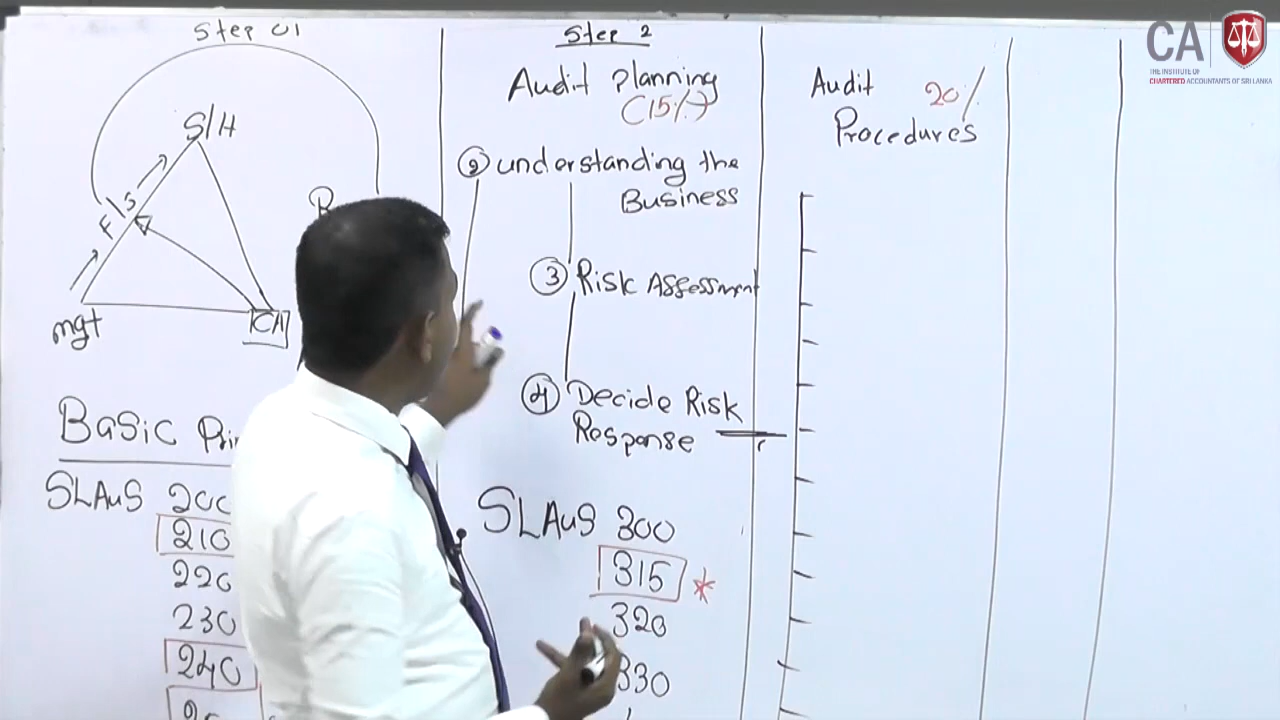 Step 01
S/H
F/S
mgt
CA
Basic
SLAuS 200
210
220
230
240
Step 2
Audit planning
(15%)
② understanding the
Business
③ Risk Assessment
④ Decide Risk
Response
SLAuS 300
315 *
320
330
Audit 20%
Procedures
CA
THE INSTITUTE OF
CHARTERED ACCOUNTANTS OF SRI LANKA